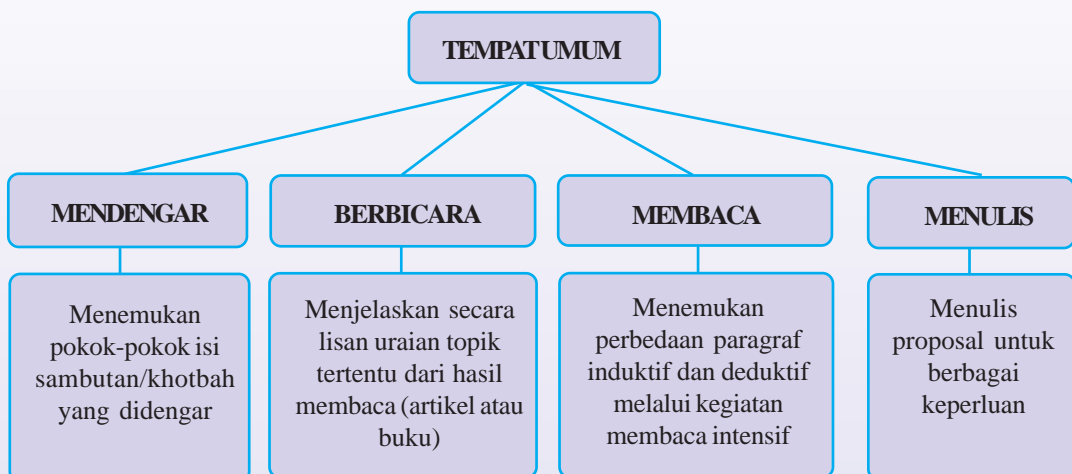 TEMPAT UMUM
MENDENGAR
Menemukan
pokok-pokok isi
sambutan/khotbah
yang didengar
BERBICARA
Menjelaskan secara
lisan uraian topik
tertentu dari hasil
membaca (artikel atau
buku)
MEMBACA
Menemukan
perbedaan paragraf
induktif dan deduktif
melalui kegiatan
membaca intensif
MENULIS
Menulis
proposal untuk
berbagai
keperluan